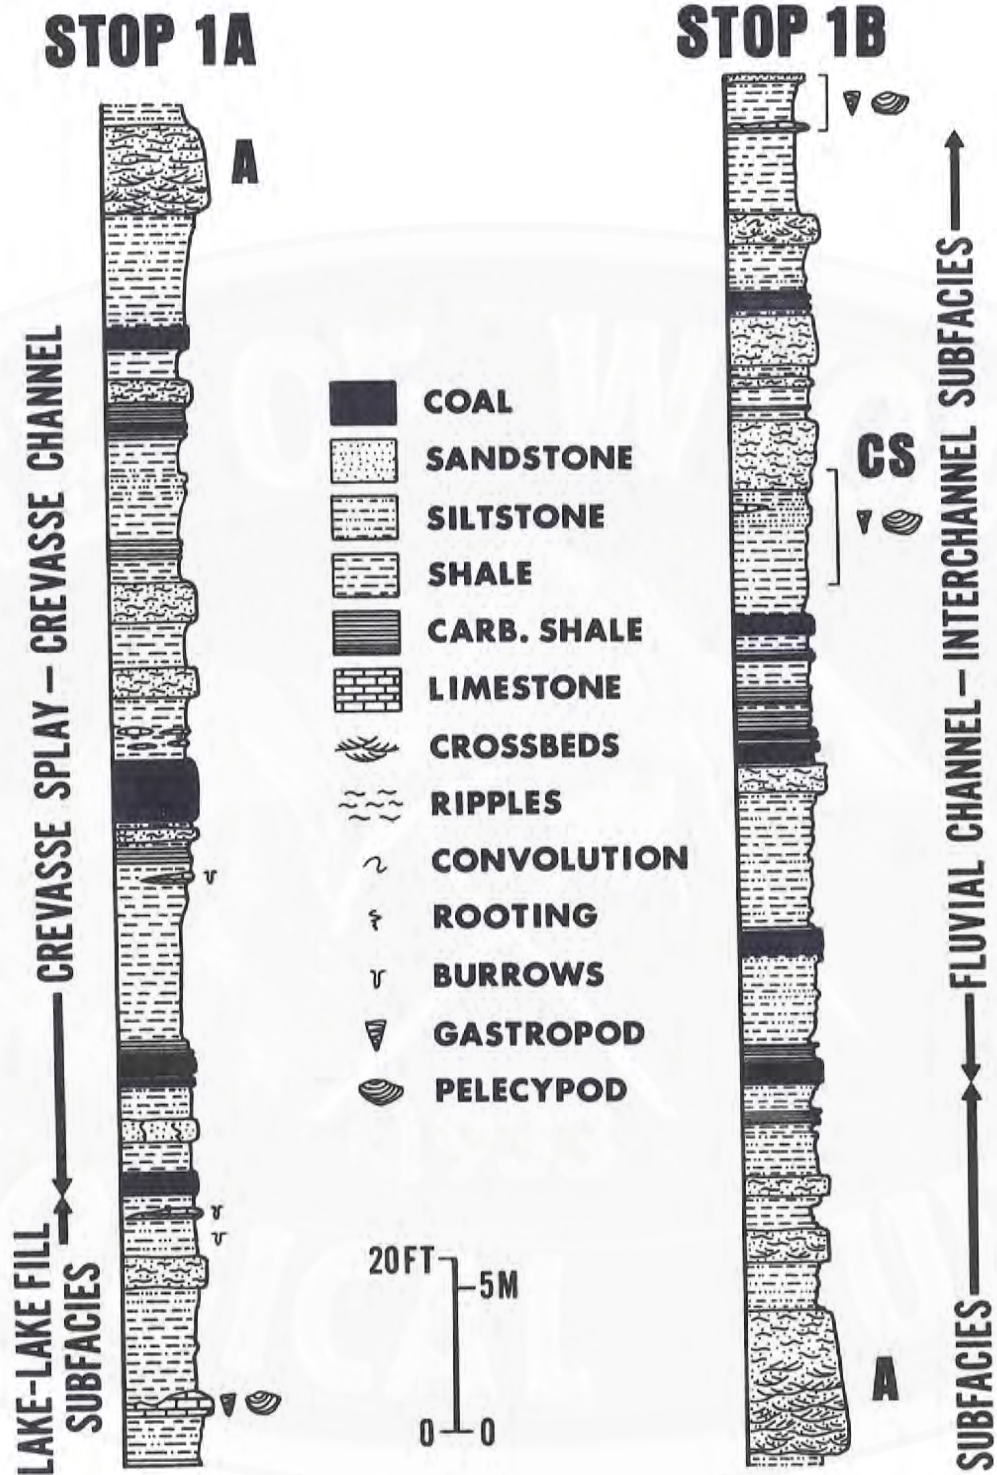 STOP 1A
STOP 1B
A
CREVASSE SPLAY – CREVASSE CHANNEL
LAKE-LAKE FILL
SUBFACIES
COAL
SANDSTONE
SILTSTONE
SHALE
CARB. SHALE
LIMESTONE
CROSSBEDS
RIPPLES
CONVOLUTION
ROOTING
BURROWS
GASTROPOD
PELECYPOD
20FT
5M
0
0
CS
A
FLUVIAL CHANNEL – INTERCHANNEL SUBFACIES
SUBFACIES